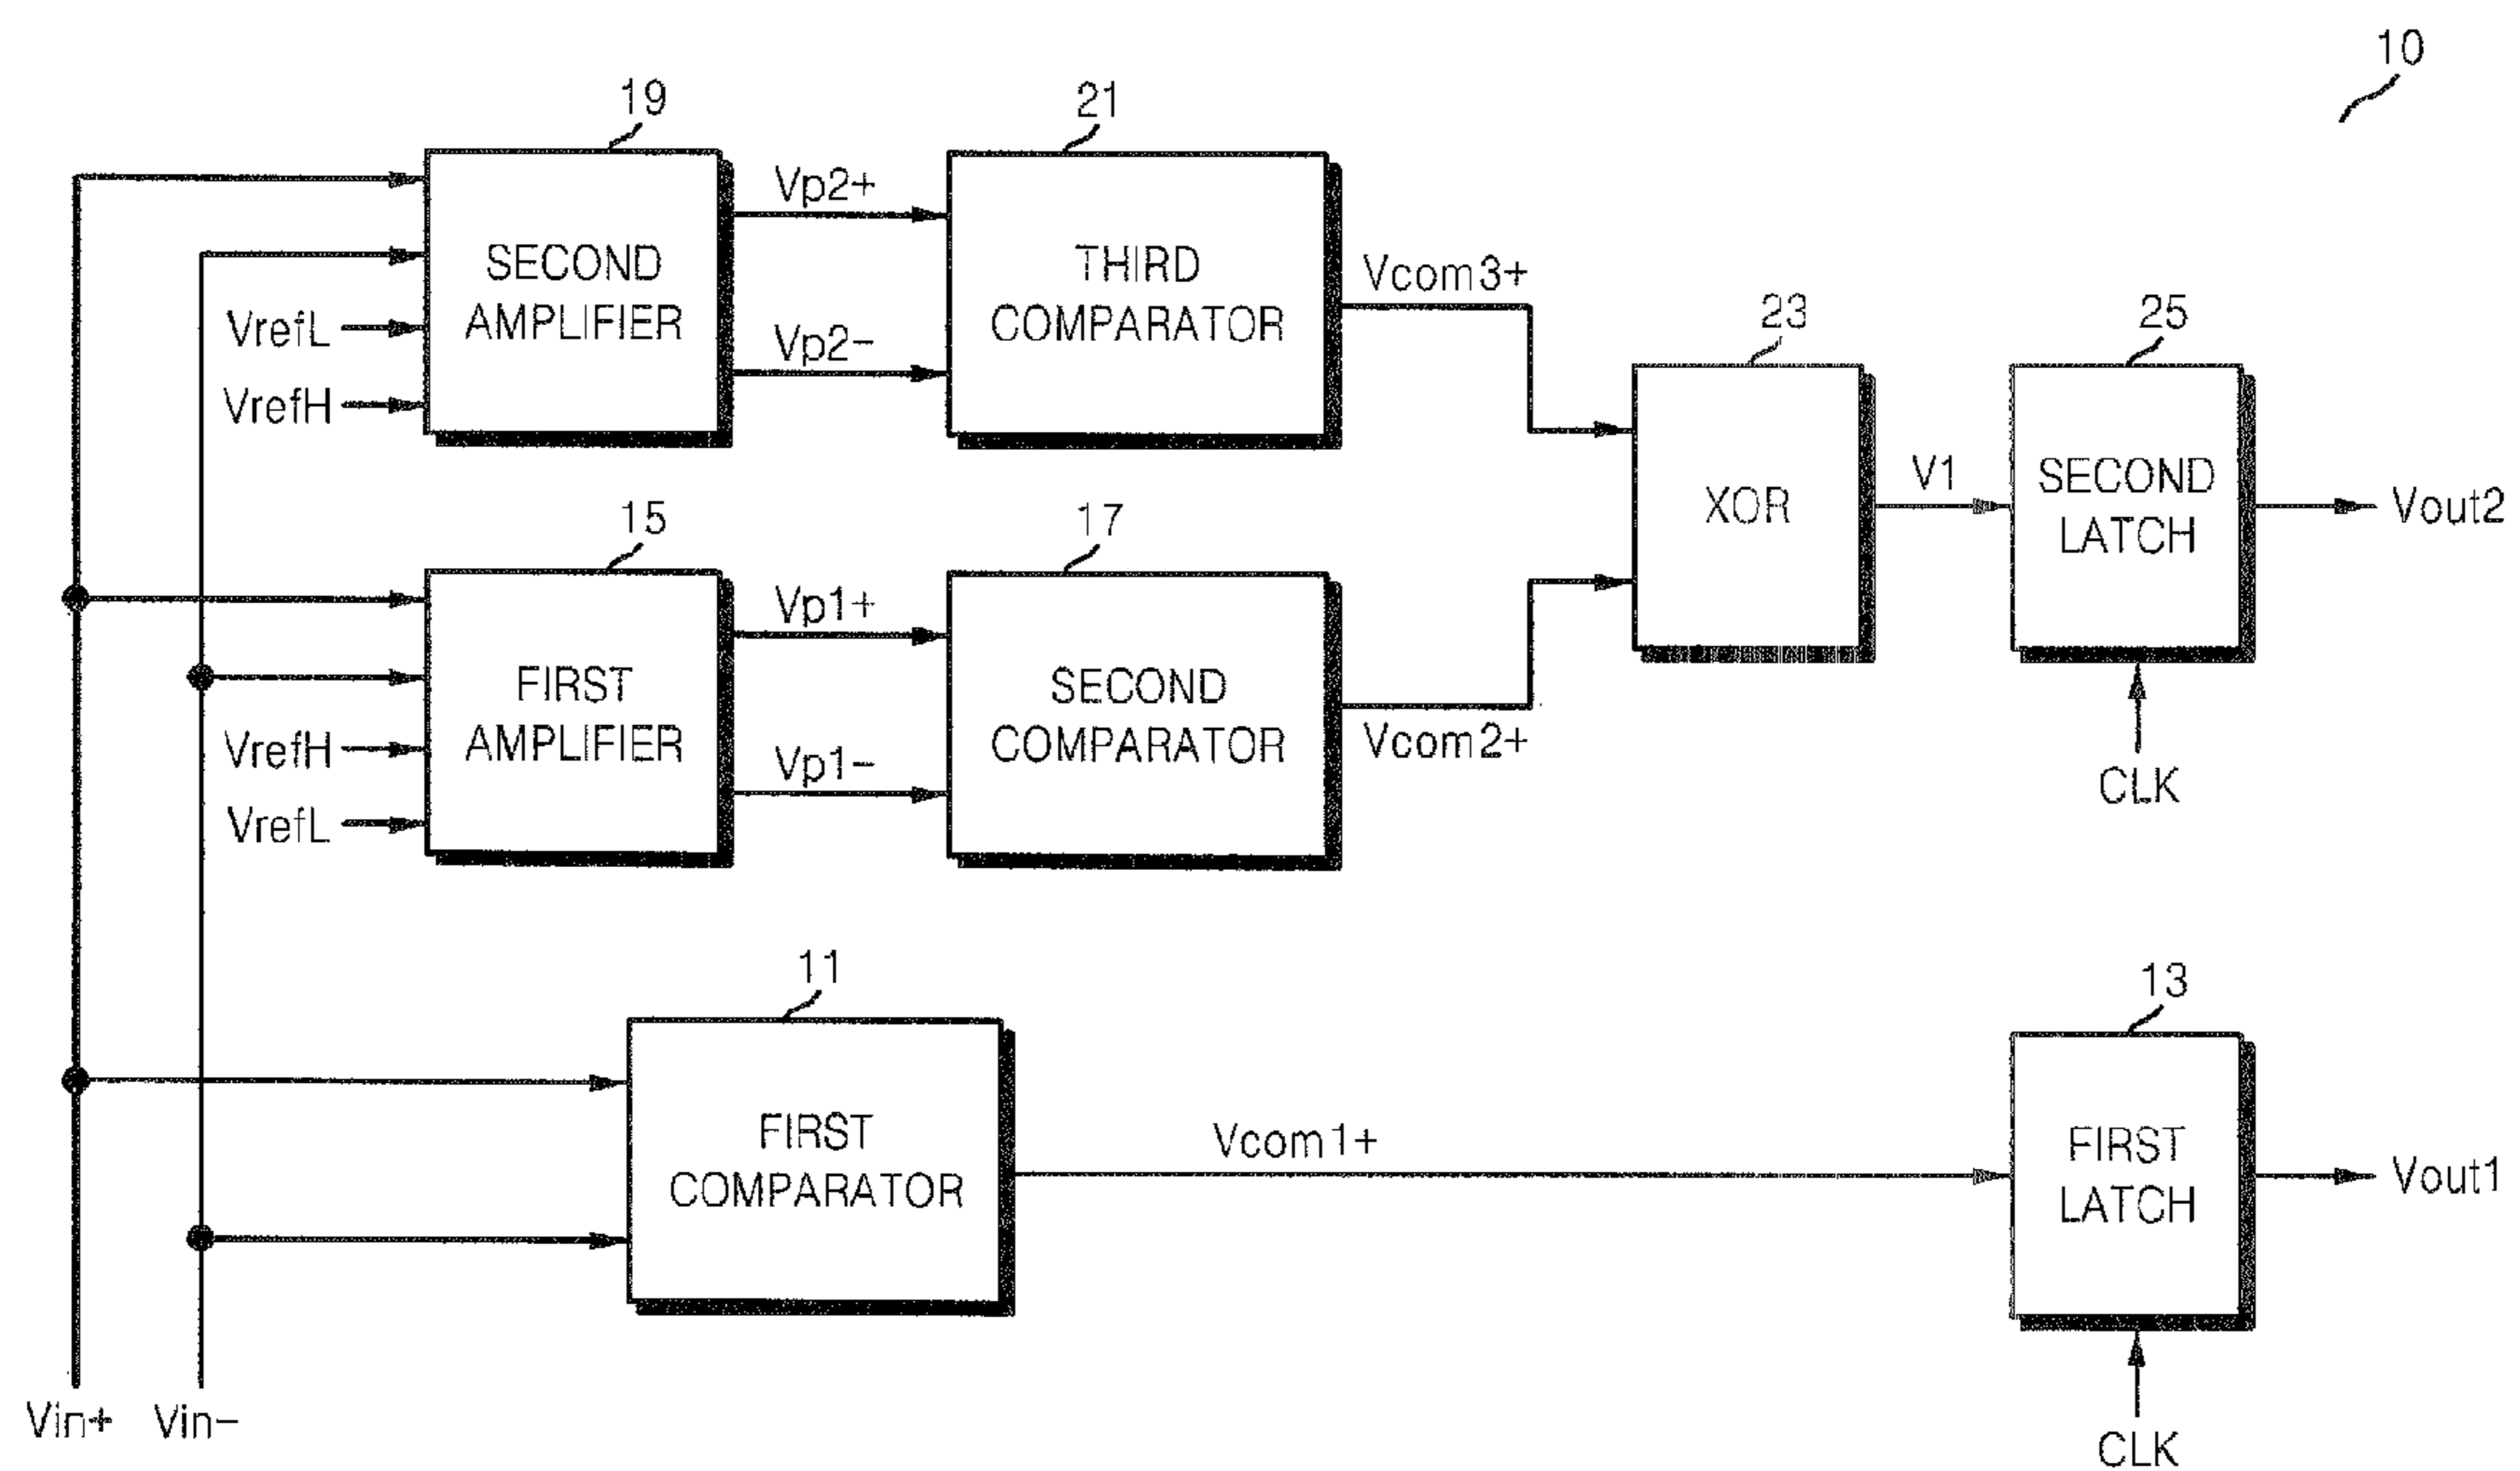 10
19
21
Vp2+
SECOND
AMPLIFIER
THIRD
COMPARATOR
Vcom3+
VrefL
Vp2-
VrefH
23
25
XOR
V1
SECOND
LATCH
Vout2
CLK
15
17
Vp1+
FIRST
AMPLIFIER
SECOND
COMPARATOR
Vcom2+
VrefH
Vp1-
VrefL
11
13
FIRST
COMPARATOR
Vcom1+
FIRST
LATCH
Vout1
Vin+
Vin-
CLK